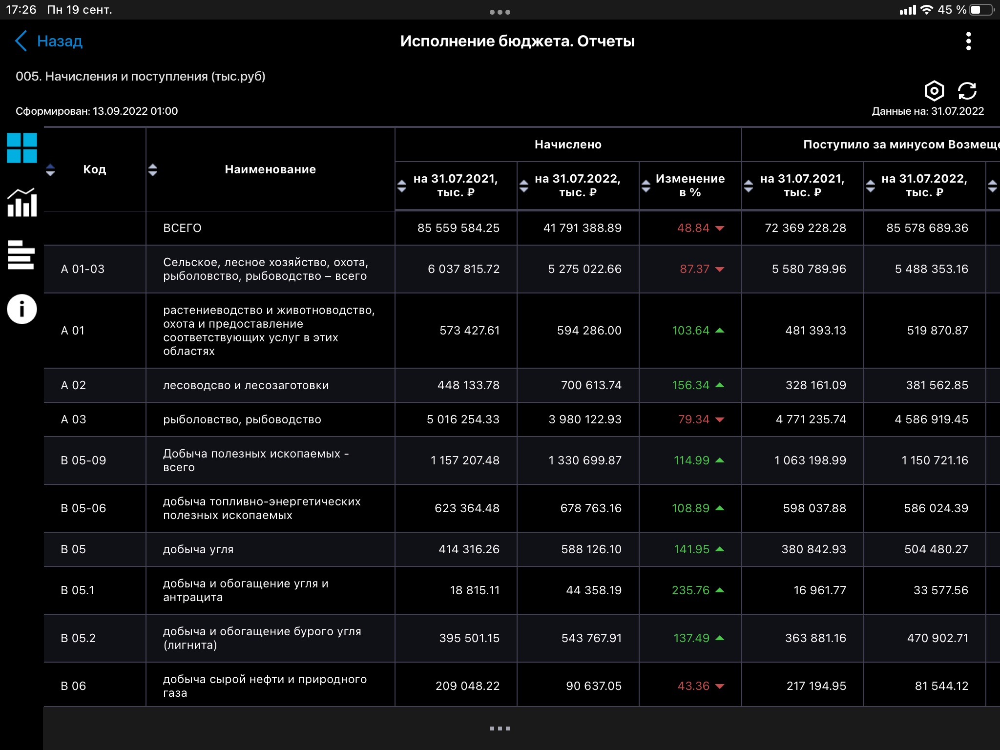 17:26 Пн 19 сент.
45 %
Назад
Исполнение бюджета. Отчеты
005. Начисления и поступления (тыс.руб)
Сформирован: 13.09.2022 01:00
Данные на: 31.07.2022
Код
Наименование
Начислено
Поступило за минусом Возмеще
на 31.07.2021,
тыс. ₽
на 31.07.2022,
тыс. ₽
Изменение
в %
на 31.07.2021,
тыс. ₽
на 31.07.2022,
тыс. ₽
ВСЕГО 85 559 584.25 41 791 388.89 48.84 72 369 228.28 85 578 689.36
A 01-03
Сельское, лесное хозяйство, охота,
рыболовство, рыбоводство – всего
6 037 815.72 5 275 022.66 87.37 5 580 789.96 5 488 353.16
A 01
растениеводство и животноводство,
охота и предоставление
соответствующих услуг в этих
областях
573 427.61 594 286.00 103.64 481 393.13 519 870.87
A 02 лесоводсво и лесозаготовки 448 133.78 700 613.74 156.34 328 161.09 381 562.85
A 03 рыболовство, рыбоводство 5 016 254.33 3 980 122.93 79.34 4 771 235.74 4 586 919.45
B 05-09
Добыча полезных ископаемых -
всего
1 157 207.48 1 330 699.87 114.99 1 063 198.99 1 150 721.16
B 05-06
добыча топливно-энергетических
полезных ископаемых
623 364.48 678 763.16 108.89 598 037.88 586 024.39
B 05 добыча угля 414 316.26 588 126.10 141.95 380 842.93 504 480.27
B 05.1
добыча и обогащение угля и
антрацита
18 815.11 44 358.19 235.76 16 961.77 33 577.56
B 05.2
добыча и обогащение бурого угля
(лигнита)
395 501.15 543 767.91 137.49 363 881.16 470 902.71
B 06
добыча сырой нефти и природного
газа
209 048.22 90 637.05 43.36 217 194.95 81 544.12